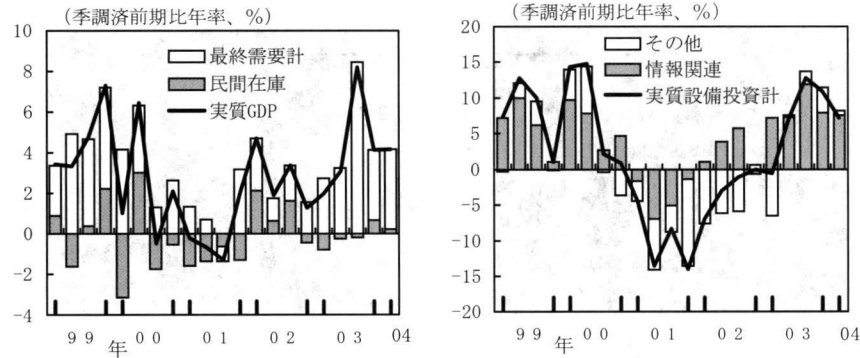 （季調済前期比年率、%）
10
8
6
4
2
0
-2
-4
最終需要計
民間在庫
実質GDP
99
00
01
02
03
04
年
（季調済前期比年率、%）
20
15
10
5
0
-5
-10
-15
-20
その他
情報関連
実質設備投資計
99
00
01
02
03
04
年